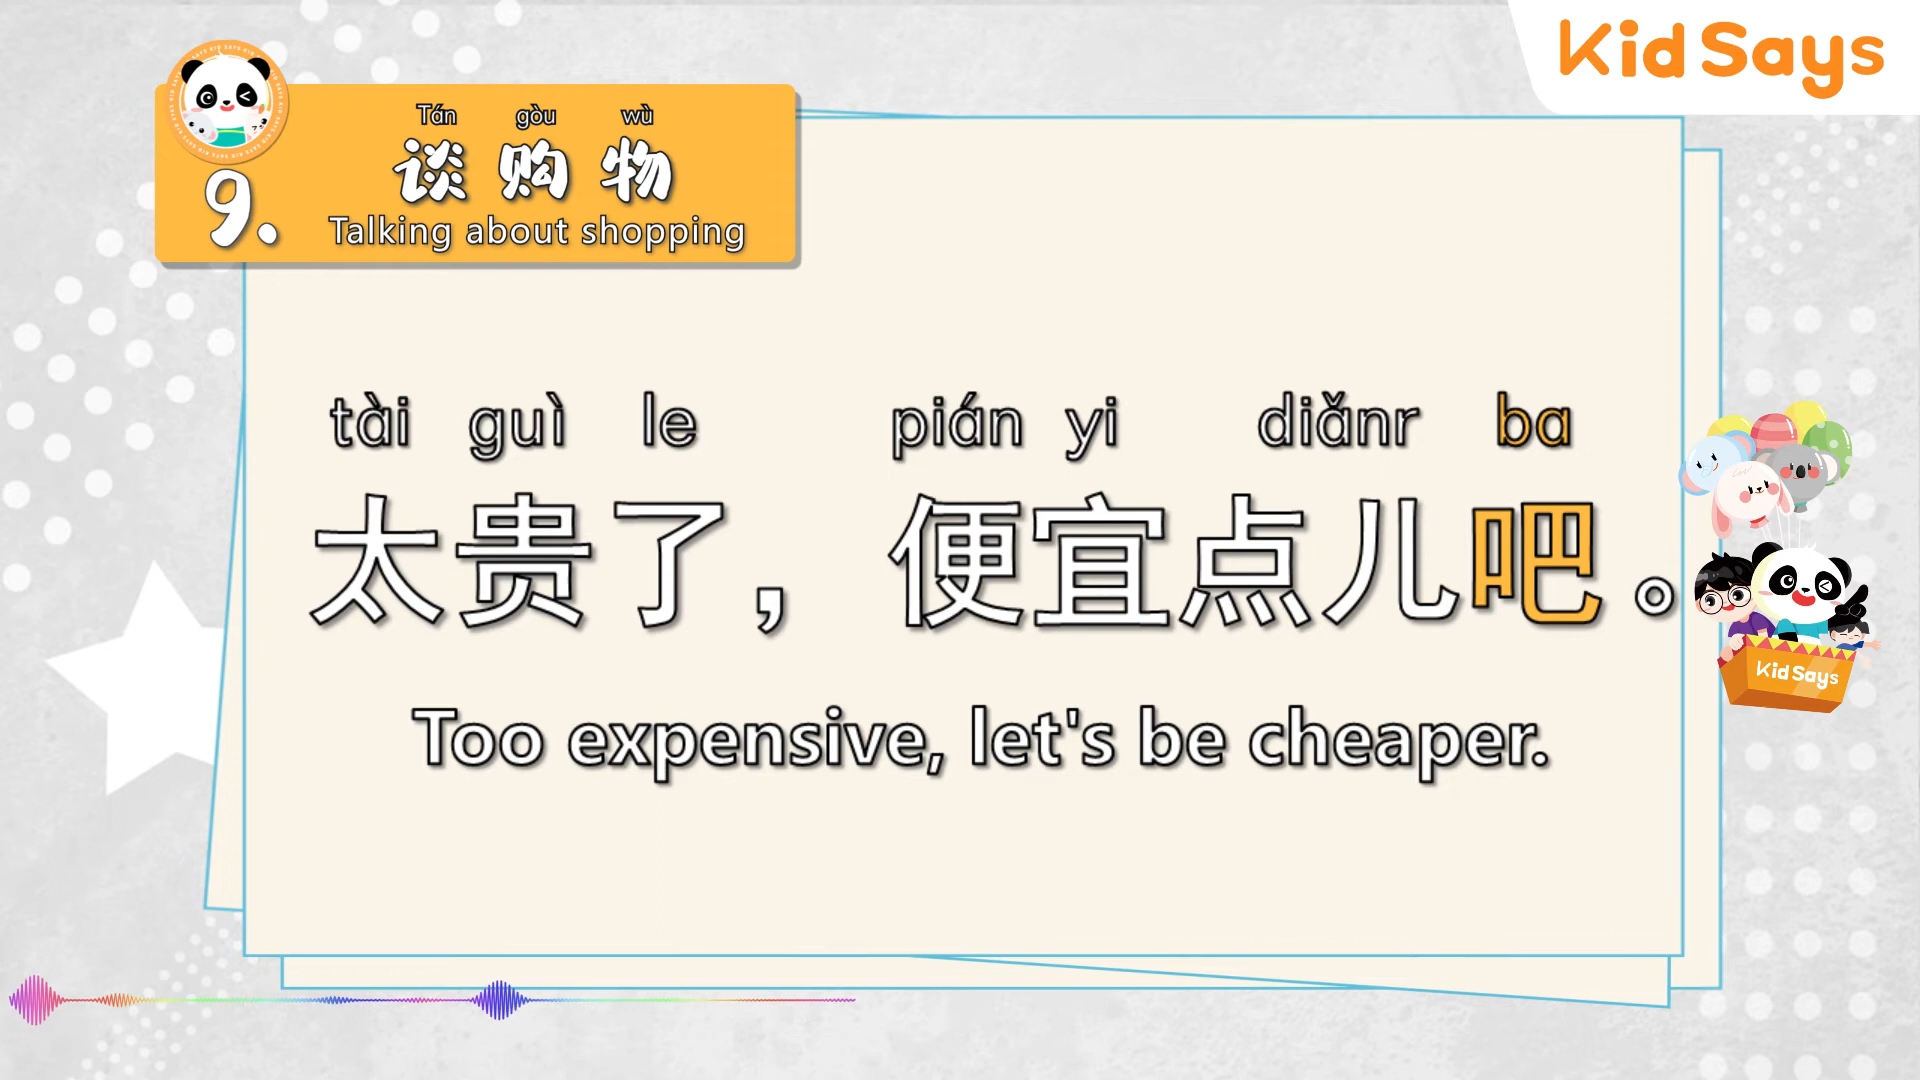 Kid Says
Tán gòu wù
9. 谈购物
Talking about shopping
tài guì le pián yi diǎnr ba
太贵了，便宜点儿吧。
Too expensive, let's be cheaper.
Kid Says